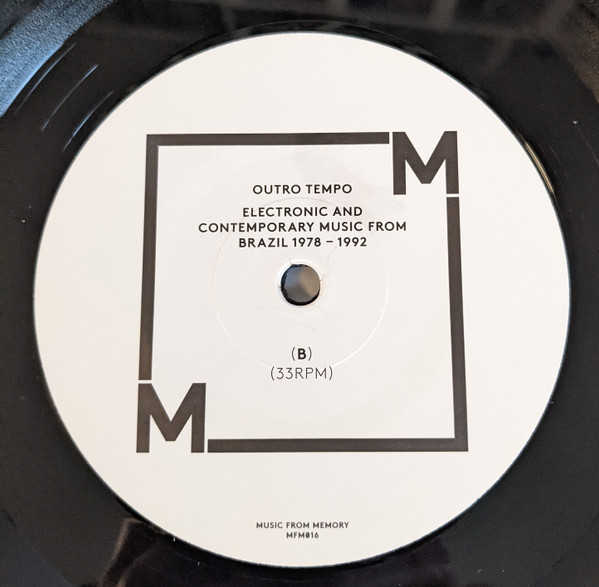 M
OUTRO TEMPO
ELECTRONIC AND
CONTEMPORARY MUSIC FROM
BRAZIL 1978 – 1992
(B)
(33RPM)
M
MUSIC FROM MEMORY
MFM016